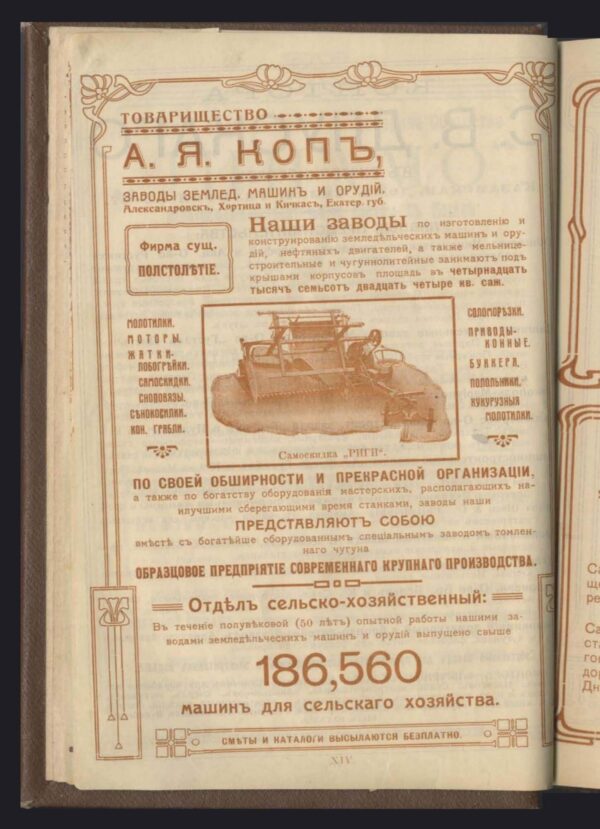 ТОВАРИЩЕСТВО
А. Я. КОПЪ,
ЗАВОДЫ ЗЕМЛЕД. МАШИНЪ И ОРУДІЙ.
Александровскъ, Хортица и Кичкасъ, Екатер. губ.
Фирма сущ.
ПОЛСТОЛѢТІЕ.
Наши заводы по изготовленію и
конструированію земледѣльческихъ машинъ и ору-
дій, нефтяныхъ двигателей, а также мельнице-
строительные и чугуннолитейные занимаютъ подъ
крышами корпусовъ площадь въ четырнадцать
тысячъ семьсотъ двадцать четыре кв. саж.
МОЛОТИЛКИ.
МОТОРЫ.
ЖАТКИ-
ЛОБОГРѢЙКИ.
САМОСКИДКИ.
СНОПОВЯЗЫ.
СѢНОКОСИЛКИ.
КОН. ГРАБЛИ.
Самоскидка „РИГИ“.
СОЛОМОРѢЗКИ.
ПРИВОДЫ-
КОННЫЕ.
БУККЕРА.
ПОЛОЛЬНИКИ.
КУКУРУЗНЫЯ
МОЛОТИЛКИ.
ПО СВОЕЙ ОБШИРНОСТИ И ПРЕКРАСНОЙ ОРГАНИЗАЦІИ,
а также по богатству оборудованія мастерскихъ, располагающихъ на-
илучшими сберегающими время станками, заводы наши
ПРЕДСТАВЛЯЮТЪ СОБОЮ
вмѣстѣ съ богатѣйше оборудованнымъ спеціальнымъ заводомъ томлен-
наго чугуна
ОБРАЗЦОВОЕ ПРЕДПРІЯТІЕ СОВРЕМЕННАГО КРУПНАГО ПРОИЗВОДСТВА.
Отдѣлъ сельско-хозяйственный:
Въ теченіе полувѣковой (50 лѣтъ) опытной работы нашими за-
водами земледѣльческихъ машинъ и орудій выпущено свыше
186,560
машинъ для сельскаго хозяйства.
СМѢТЫ И КАТАЛОГИ ВЫСЫЛАЮТСЯ БЕЗПЛАТНО.
XIV